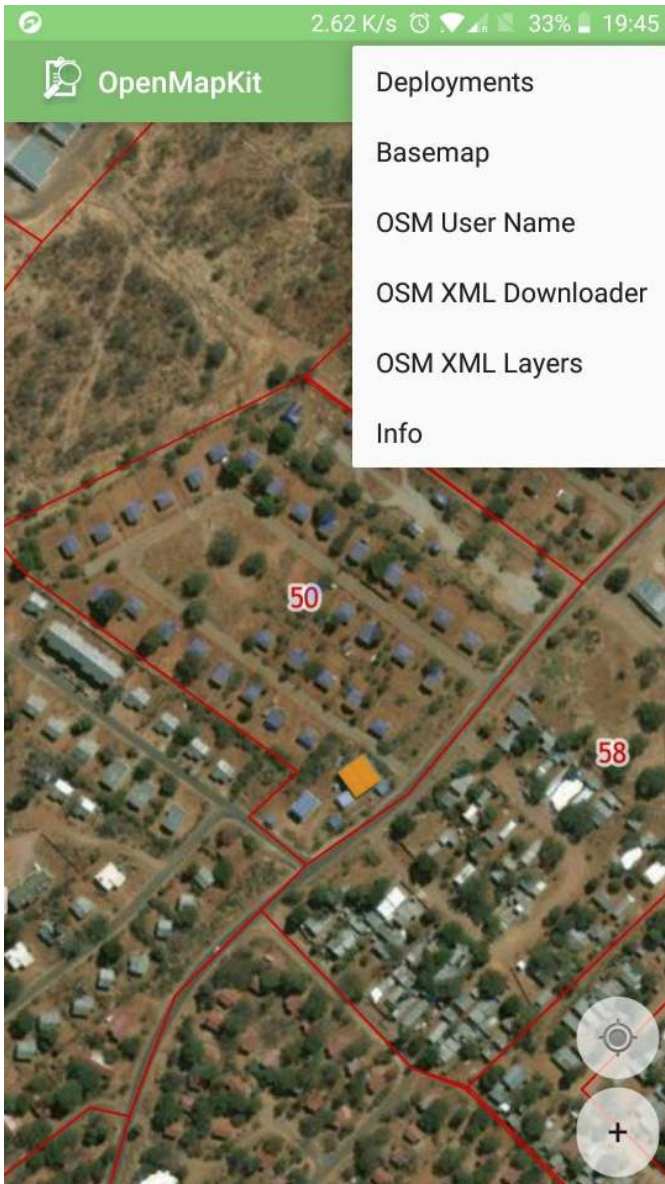 2.62 K/s 33% 19:45
OpenMapKit
Deployments
Basemap
OSM User Name
OSM XML Downloader
OSM XML Layers
Info
50
58
+